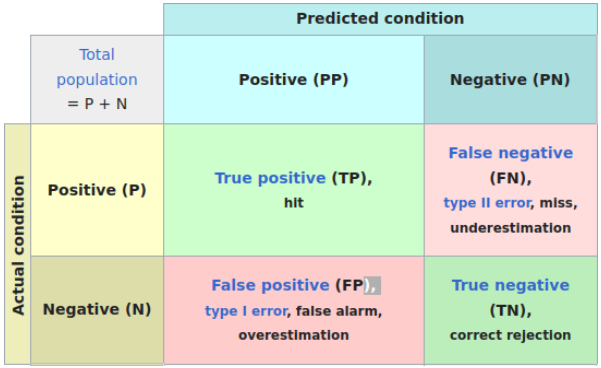 Predicted condition
Total
population
= P + N
Positive (PP)
Negative (PN)
Actual condition
Positive (P)
True positive (TP),
hit
False negative
(FN),
type II error, miss,
underestimation
Negative (N)
False positive (FP),
type I error, false alarm,
overestimation
True negative
(TN),
correct rejection